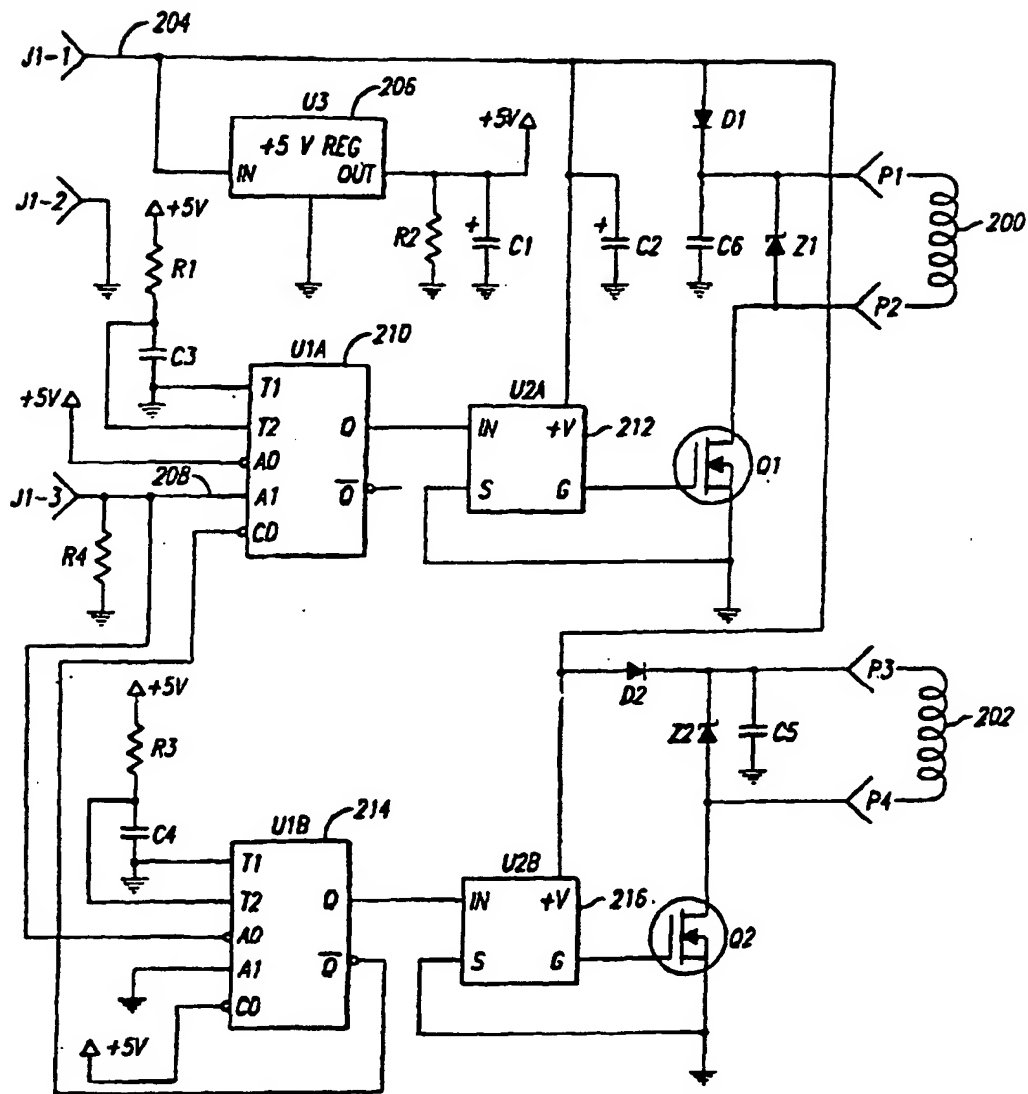 J1-1
204
U3
206
+5 V REG
IN
OUT
+5V
D1
P1
J1-2
+5V
R1
R2
+
C1
+
C2
C6
Z1
200
P2
C3
U1A
210
T1
+5V
T2
Q
A0
U2A
IN
+V
212
Q1
J1-3
208
A1
Q
S
G
R4
CD
+5V
D2
P3
R3
Z2
C5
202
P4
C4
U1B
214
T1
U2B
T2
Q
IN
+V
216
A0
Q2
A1
Q
S
G
CD
+5V